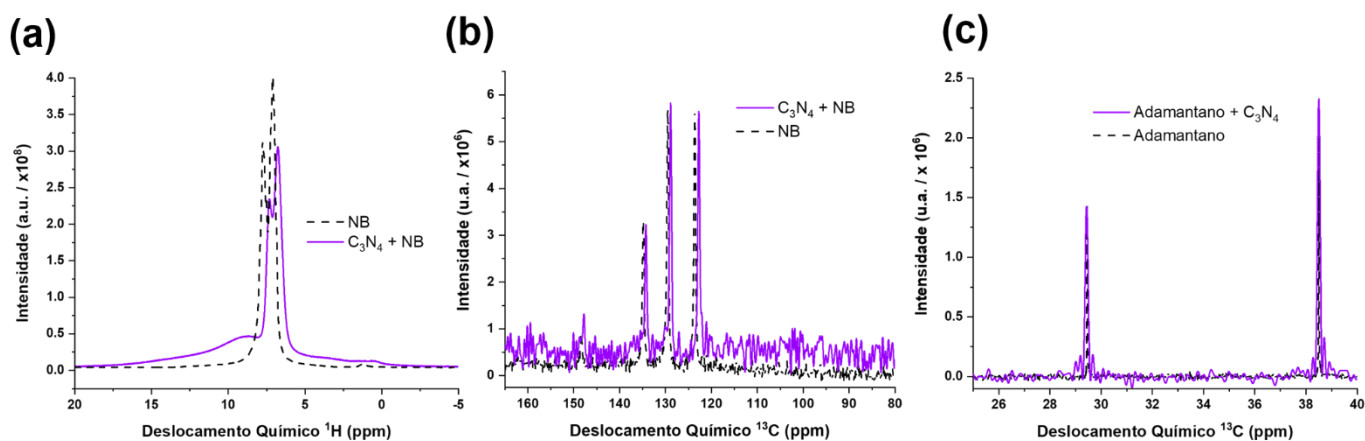 (a)
Intensidade (a.u. / x10⁸)
4.0
3.5
3.0
2.5
2.0
1.5
1.0
0.5
0.0
NB
C₃N₄ + NB
20 15 10 5 0 -5
Deslocamento Químico ¹H (ppm)
(b)
Intensidade (u.a. / x10⁶)
6
5
4
3
2
1
0
C₃N₄ + NB
NB
160 150 140 130 120 110 100 90 80
Deslocamento Químico ¹³C (ppm)
(c)
Intensidade (u.a. / x10⁶)
2.5
2.0
1.5
1.0
0.5
0.0
Adamantano + C₃N₄
Adamantano
26 28 30 32 34 36 38 40
Deslocamento Químico ¹³C (ppm)